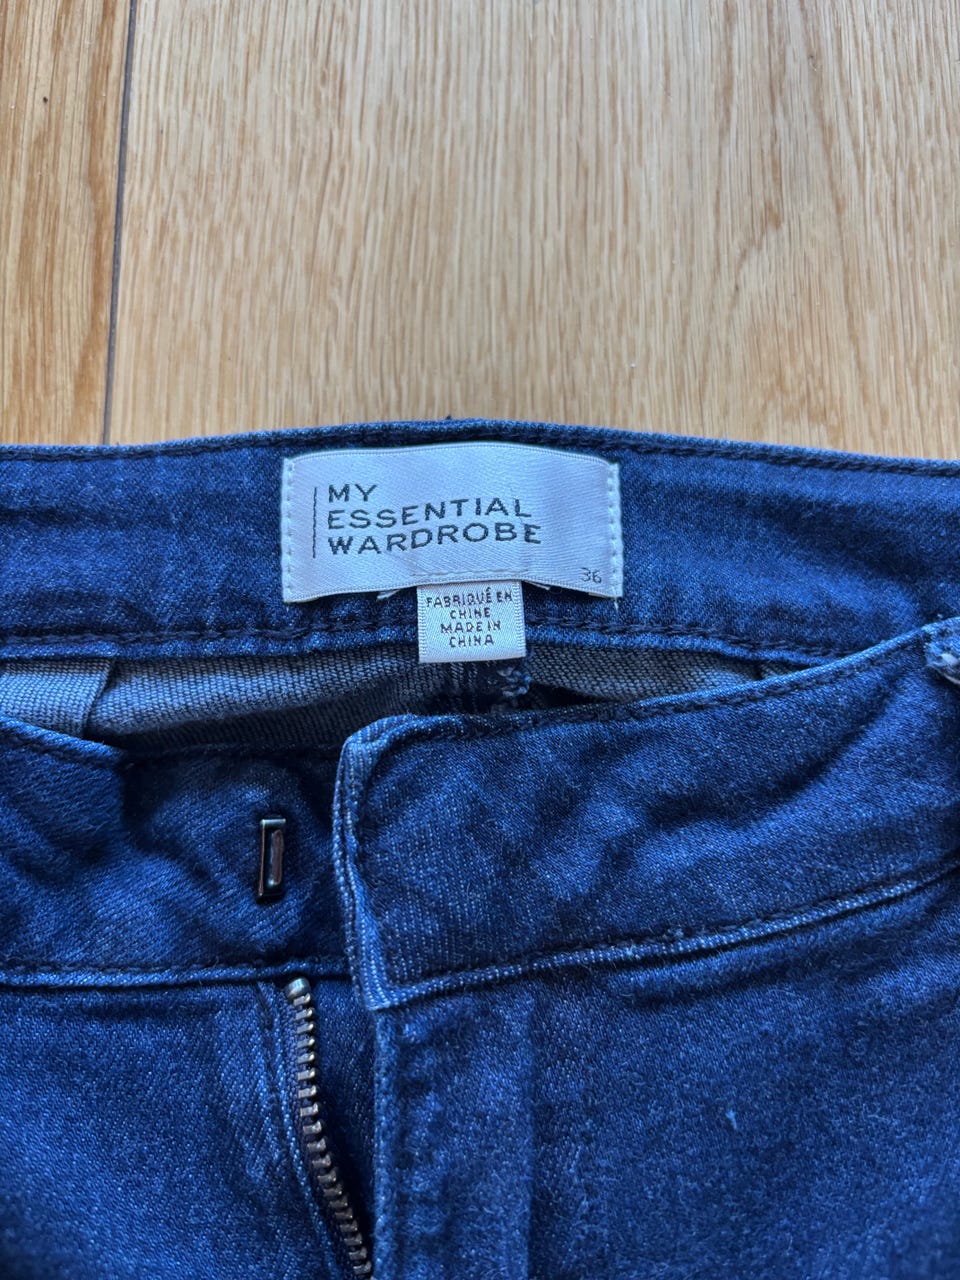 MY
ESSENTIAL
WARDROBE
36
FABRIQUÉ EN
CHINE
MADE IN
CHINA